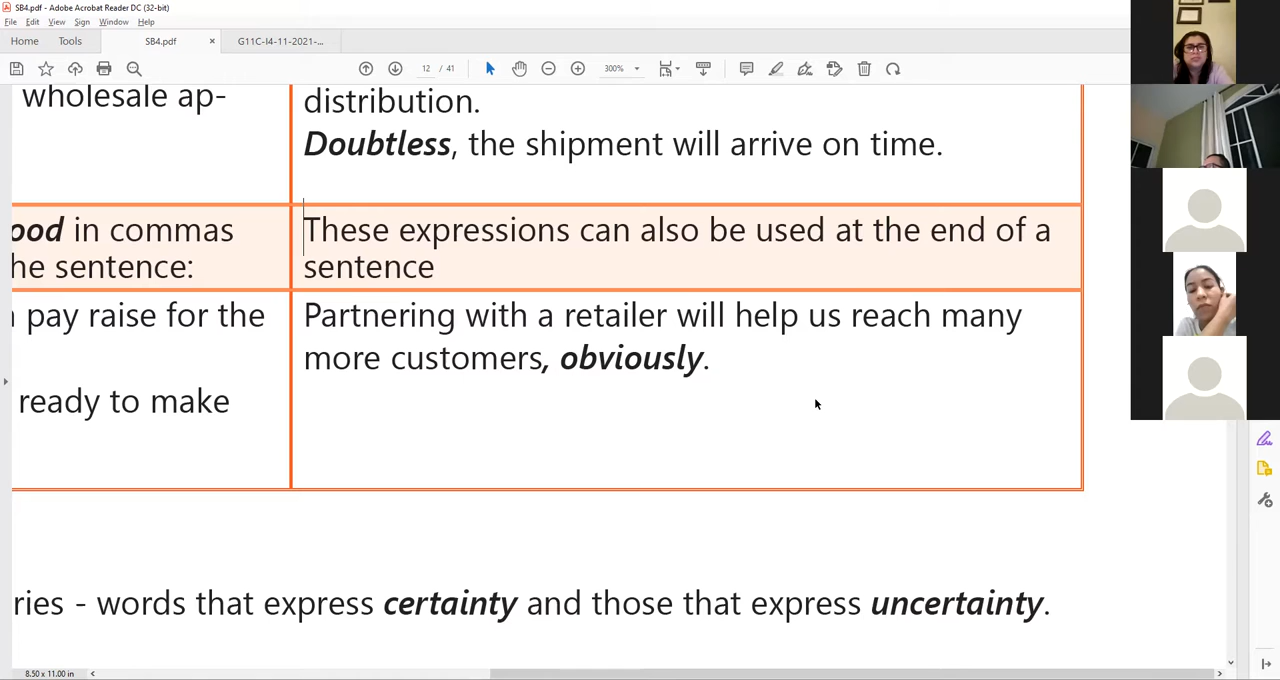 SB4.pdf - Adobe Acrobat Reader DC (32-bit)
File Edit View Sign Window Help
Home Tools SB4.pdf × G11C-I4-11-2021-...
12 / 41 300%
wholesale ap-
distribution.
Doubtless, the shipment will arrive on time.
ood in commas
he sentence:
These expressions can also be used at the end of a
sentence
pay raise for the
ready to make
Partnering with a retailer will help us reach many
more customers, obviously.
ries - words that express certainty and those that express uncertainty.
8.50 x 11.00 in